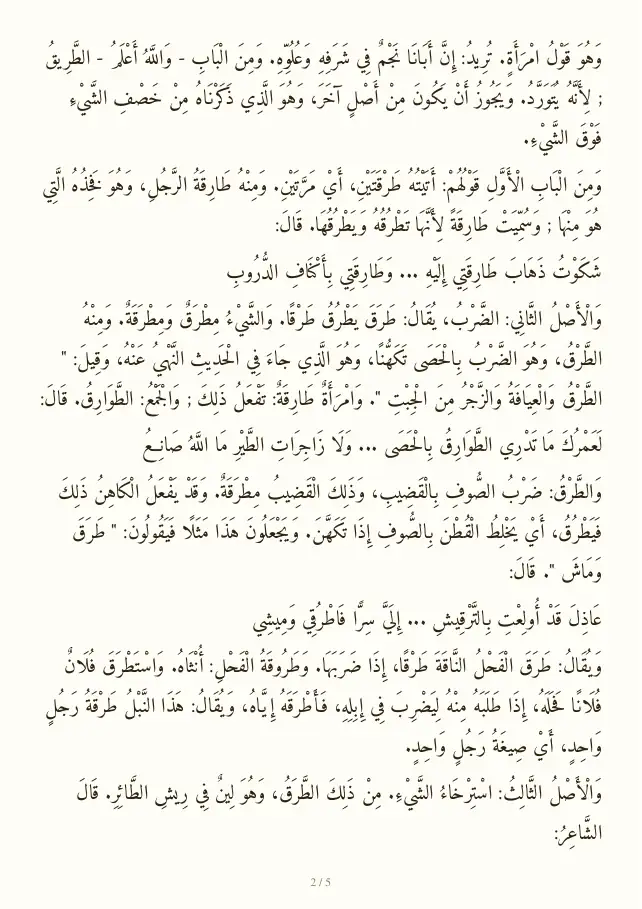 وَهُوَ قَوْلُ امْرَأَةٍ. تُرِيدُ: إِنَّ أَبَانَا نَجْمٌ فِي شَرَفِهِ وَعُلُوِّهِ. وَمِنَ الْبَابِ - وَاللَّهُ أَعْلَمُ - الطَّرِيقُ
; لِأَنَّهُ يُتَوَرَّدُ. وَيَجُوزُ أَنْ يَكُونَ مِنْ أَصْلٍ آخَرَ، وَهُوَ الَّذِي ذَكَرْنَاهُ مِنْ خَصْفِ الشَّيْءِ
فَوْقَ الشَّيْءِ.
وَمِنَ الْبَابِ الْأَوَّلِ قَوْلُهُمْ: أَتَيْتُهُ طَرْقَتَيْنِ، أَيْ مَرَّتَيْنِ. وَمِنْهُ طَارِقَةُ الرَّجُلِ، وَهُوَ فَخِذُهُ الَّتِي
هُوَ مِنْهَا ; وَسُمِّيَتْ طَارِقَةً لِأَنَّهَا تَطْرُقُهُ وَيَطْرُقُهَا. قَالَ:
شَكَوْتُ ذَهَابَ طَارِقَتِي إِلَيْهِ ... وَطَارِقَتِي بِأَكْنَافِ الدُّرُوبِ
وَالْأَصْلُ الثَّانِي: الضَّرْبُ، يُقَالُ: طَرَقَ يَطْرُقُ طَرْقًا. وَالشَّيْءُ مِطْرَقٌ وَمِطْرَقَةٌ. وَمِنْهُ
الطَّرْقُ، وَهُوَ الضَّرْبُ بِالْحَصَى تَكَهُّنًا، وَهُوَ الَّذِي جَاءَ فِي الْحَدِيثِ النَّهْيُ عَنْهُ، وَقِيلَ: "
الطَّرْقُ وَالْعِيَافَةُ وَالزَّجْرُ مِنَ الْجِبْتِ ". وَامْرَأَةٌ طَارِقَةٌ: تَفْعَلُ ذَلِكَ ; وَالْجَمْعُ: الطَّوَارِقُ. قَالَ:
لَعَمْرُكَ مَا تَدْرِي الطَّوَارِقُ بِالْحَصَى ... وَلَا زَاجِرَاتِ الطَّيْرِ مَا اللَّهُ صَانِعُ
وَالطَّرْقُ: ضَرْبُ الصُّوفِ بِالْقَضِيبِ، وَذَلِكَ الْقَضِيبُ مِطْرَقَةٌ. وَقَدْ يَفْعَلُ الْكَاهِنُ ذَلِكَ
فَيَطْرُقُ، أَيْ يَخْلِطُ الْقُطْنَ بِالصُّوفِ إِذَا تَكَهَّنَ. وَيَجْعَلُونَ هَذَا مَثَلًا فَيَقُولُونَ: " طَرَقَ
وَمَاشَ ". قَالَ:
عَاذِلَ قَدْ أُولِعْتِ بِالتَّرْقِيشِ ... إِلَيَّ سِرًّا فَاطْرُقِي وَمِيشِي
وَيُقَالُ: طَرَقَ الْفَحْلُ النَّاقَةَ طَرْقًا، إِذَا ضَرَبَهَا. وَطَرُوقَةُ الْفَحْلِ: أُنْثَاهُ. وَاسْتَطْرَقَ فُلَانٌ
فُلَانًا فَحْلَهُ، إِذَا طَلَبَهُ مِنْهُ لِيَضْرِبَ فِي إِبِلِهِ، فَأَطْرَقَهُ إِيَّاهُ، وَيُقَالُ: هَذَا النَّبْلُ طَرْقَةُ رَجُلٍ
وَاحِدٍ، أَيْ صِيغَةُ رَجُلٍ وَاحِدٍ.
وَالْأَصْلُ الثَّالِثُ: اسْتِرْخَاءُ الشَّيْءِ. مِنْ ذَلِكَ الطَّرَقُ، وَهُوَ لِينٌ فِي رِيشِ الطَّائِرِ. قَالَ
الشَّاعِرُ:
2 / 5